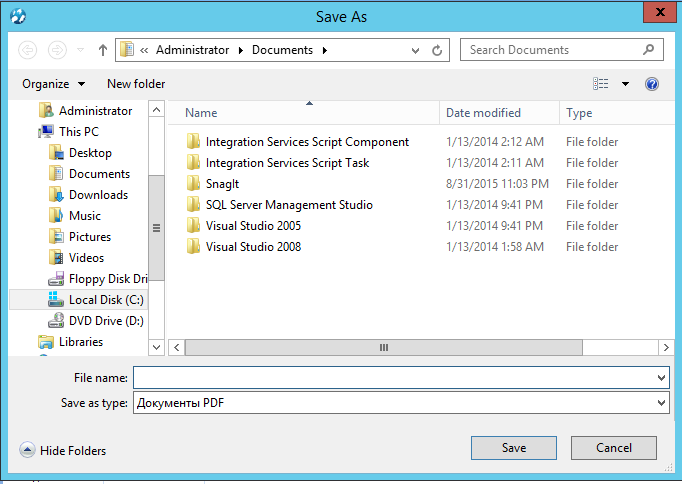 Save As
« Administrator Documents
Search Documents
Organize New folder
Administrator
This PC
Desktop
Documents
Downloads
Music
Pictures
Videos
Floppy Disk Dri
Local Disk (C:)
DVD Drive (D:)
Libraries
Name Date modified Type
Integration Services Script Component 1/13/2014 2:12 AM File folder
Integration Services Script Task 1/13/2014 2:11 AM File folder
SnagIt 8/31/2015 11:03 PM File folder
SQL Server Management Studio 1/13/2014 9:41 PM File folder
Visual Studio 2005 1/13/2014 9:41 PM File folder
Visual Studio 2008 1/13/2014 1:58 AM File folder
File name:
Save as type: Документы PDF
Hide Folders Save Cancel